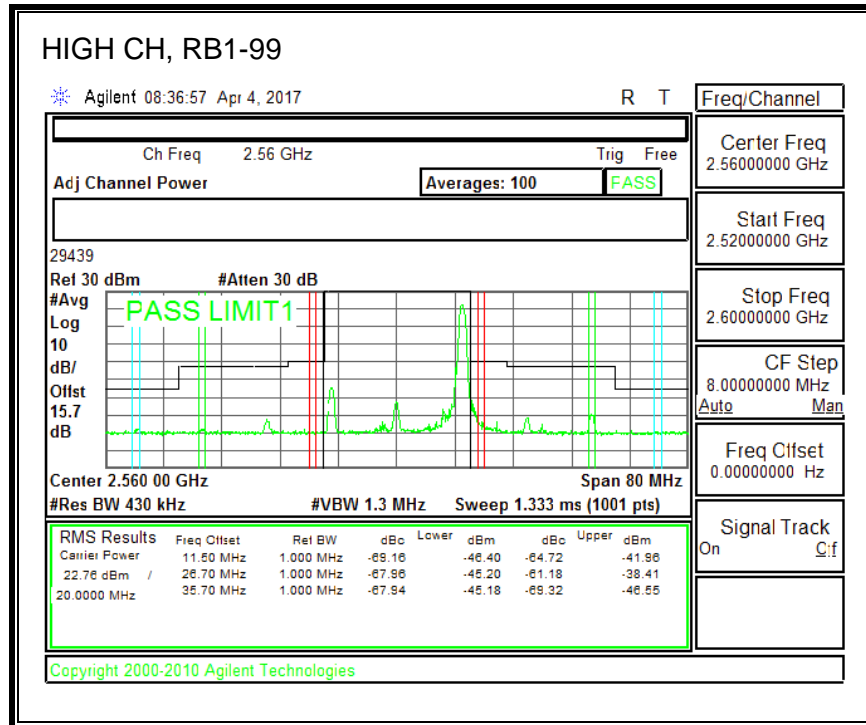 HIGH CH, RB1-99
Agilent 08:36:57 Apr 4, 2017 R T
Freq/Channel
Ch Freq 2.56 GHz Trig Free
Adj Channel Power Averages: 100 PASS
29439
Ref 30 dBm #Atten 30 dB
#Avg
Log
10
dB/
Offst
15.7
dB
PASS LIMIT1
Center 2.560 00 GHz Span 80 MHz
#Res BW 430 kHz #VBW 1.3 MHz Sweep 1.333 ms (1001 pts)
RMS Results Freq Offset Ref BW dBc Lower dBm dBc Upper dBm
Carrier Power 11.50 MHz 1.000 MHz -69.16 -46.40 -64.72 -41.96
22.76 dBm / 26.70 MHz 1.000 MHz -67.96 -45.20 -61.18 -38.41
20.0000 MHz 35.70 MHz 1.000 MHz -67.94 -45.18 -69.32 -46.55
Copyright 2000-2010 Agilent Technologies
Center Freq
2.56000000 GHz
Start Freq
2.52000000 GHz
Stop Freq
2.60000000 GHz
CF Step
8.00000000 MHz
Auto Man
Freq Offset
0.00000000 Hz
Signal Track
On Off